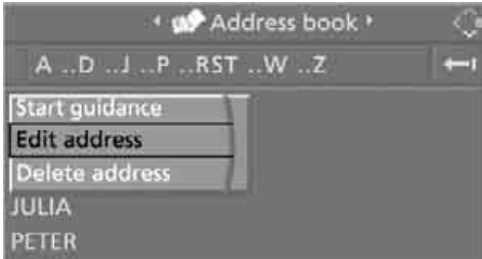 Address book
A ..D ..J ..P ..RST ..W ..Z
Start guidance
Edit address
Delete address
JULIA
PETER